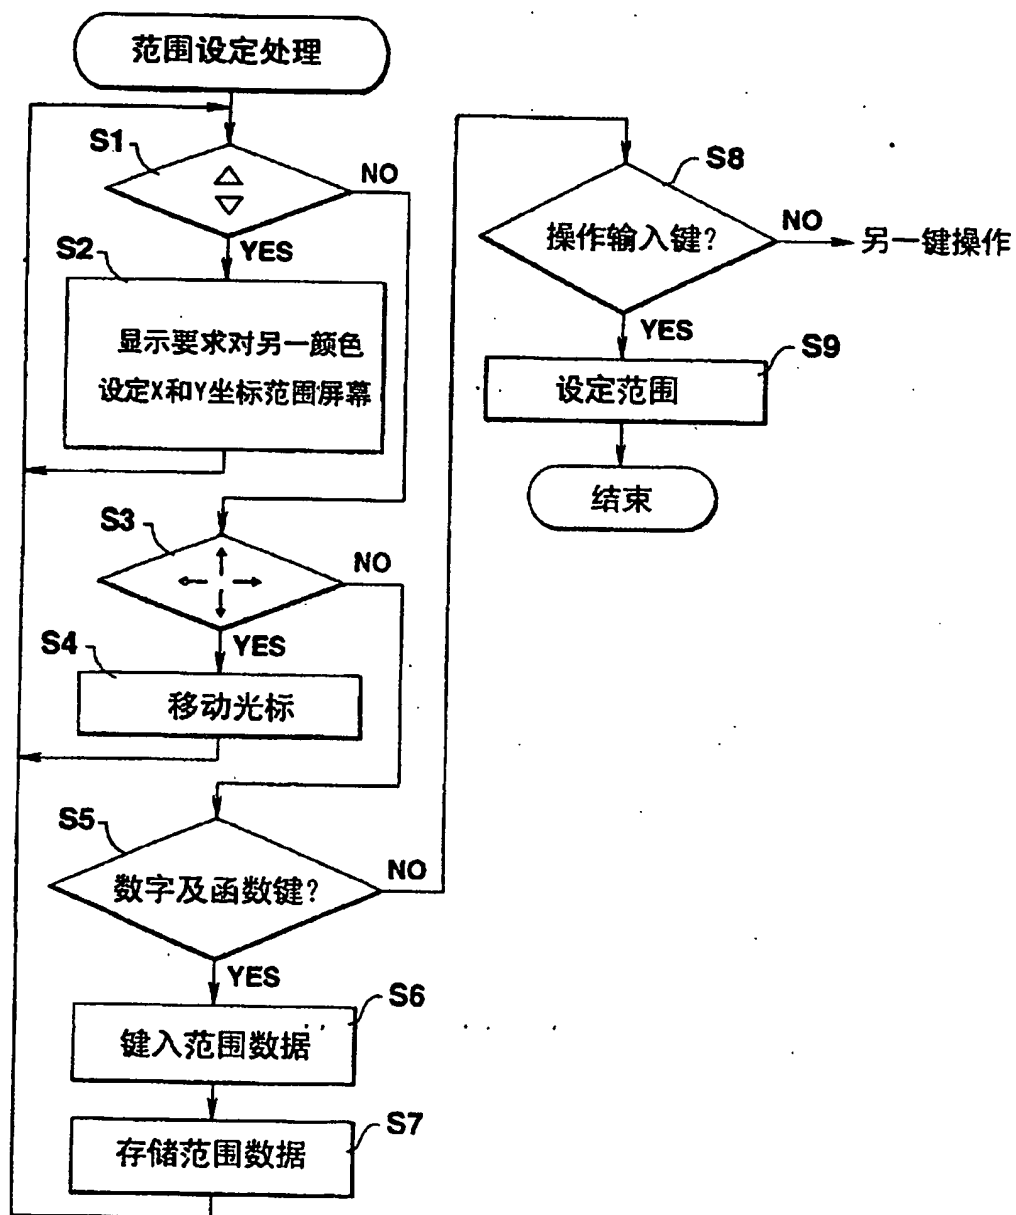 范围设定处理
S1
NO
YES
S2
显示要求对另一颜色
设定X和Y坐标范围屏幕
S3
NO
YES
S4
移动光标
S5
数字及函数键?
NO
YES
S6
键入范围数据
S7
存储范围数据
S8
操作输入键?
NO
另一键操作
YES
S9
设定范围
结束